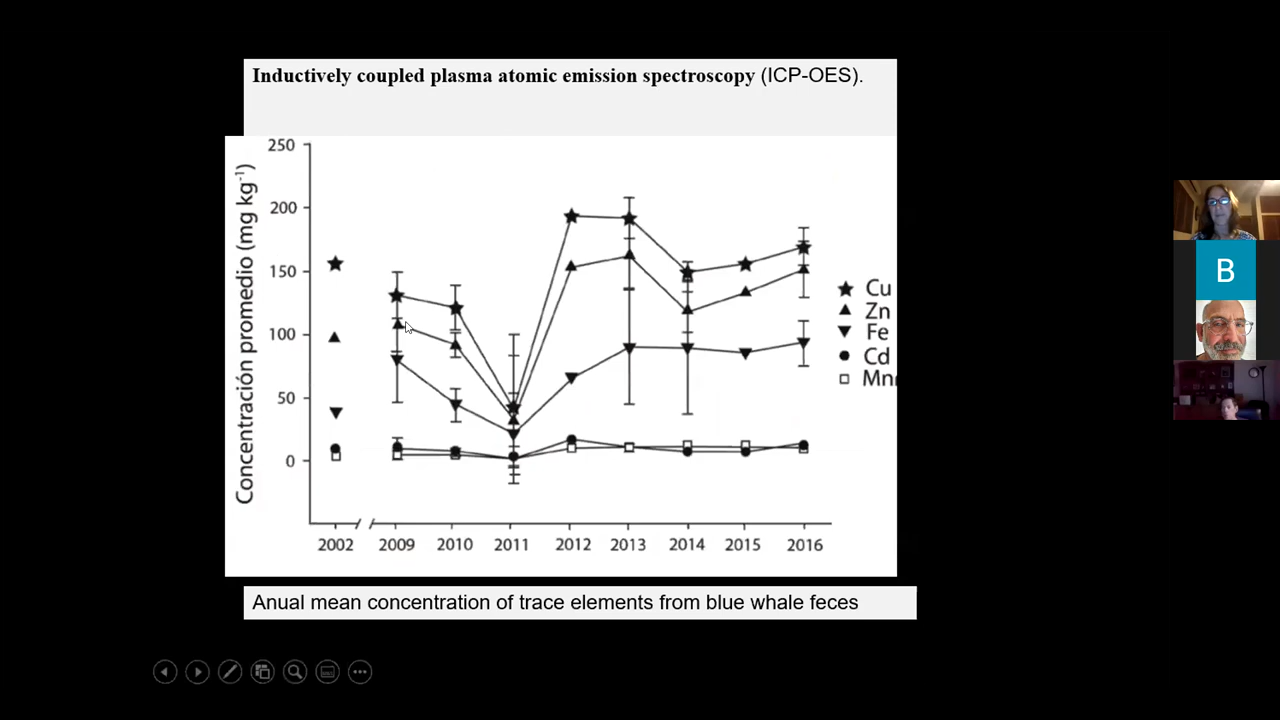 Inductively coupled plasma atomic emission spectroscopy (ICP-OES).
Concentración promedio (mg kg⁻¹)
250
200
150
100
50
0
2002 2009 2010 2011 2012 2013 2014 2015 2016
Cu
Zn
Fe
Cd
Mn
Anual mean concentration of trace elements from blue whale feces
B